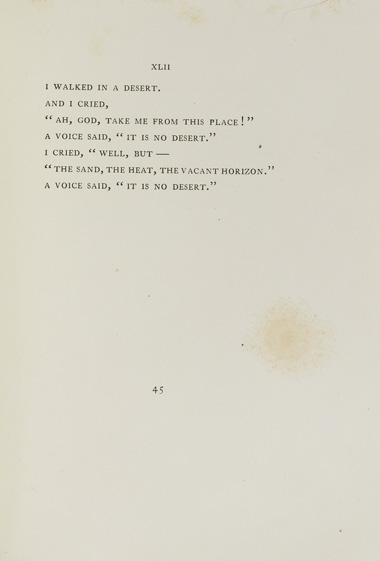 XLII
I WALKED IN A DESERT.
AND I CRIED,
“ AH, GOD, TAKE ME FROM THIS PLACE ! ”
A VOICE SAID, “ IT IS NO DESERT.”
I CRIED, “ WELL, BUT —
“ THE SAND, THE HEAT, THE VACANT HORIZON.”
A VOICE SAID, “ IT IS NO DESERT.”
45